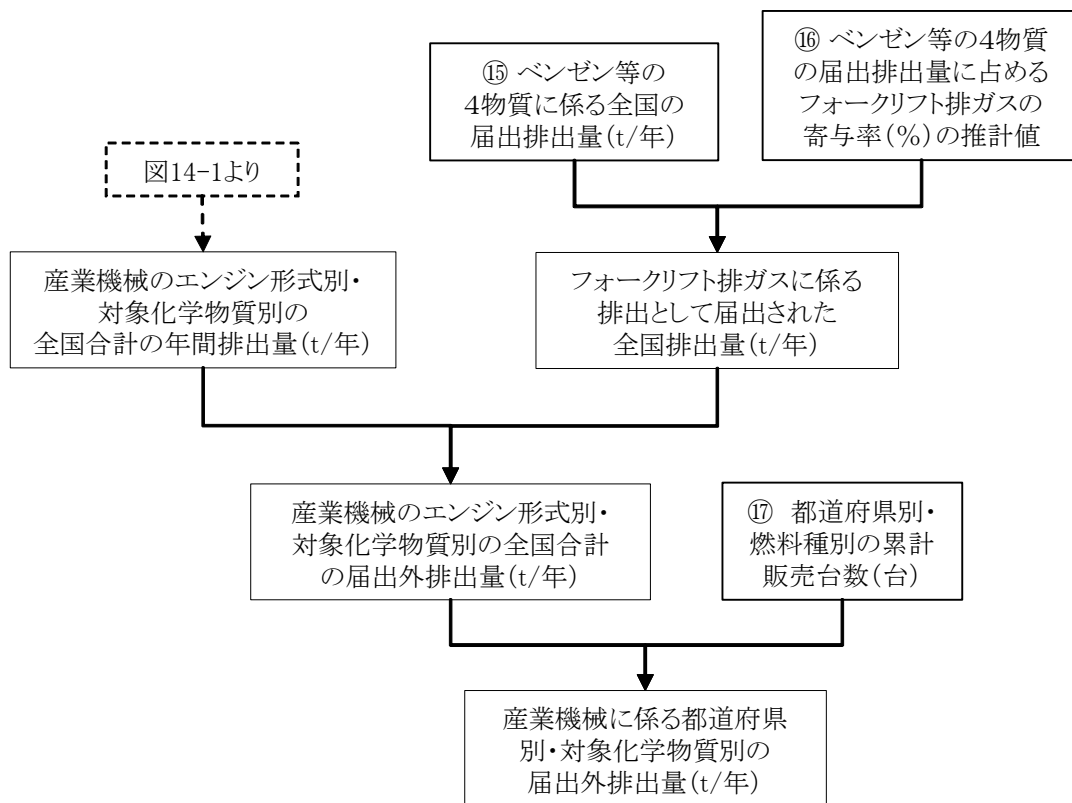 ⑮ ベンゼン等の
4物質に係る全国の
届出排出量(t/年)
⑯ ベンゼン等の4物質
の届出排出量に占める
フォークリフト排ガスの
寄与率(%)の推計値
図14-1より
産業機械のエンジン形式別・
対象化学物質別の
全国合計の年間排出量(t/年)
フォークリフト排ガスに係る
排出として届出された
全国排出量(t/年)
産業機械のエンジン形式別・
対象化学物質別の全国合計
の届出外排出量(t/年)
⑰ 都道府県別・
燃料種別の累計
販売台数(台)
産業機械に係る都道府県
別・対象化学物質別の
届出外排出量(t/年)